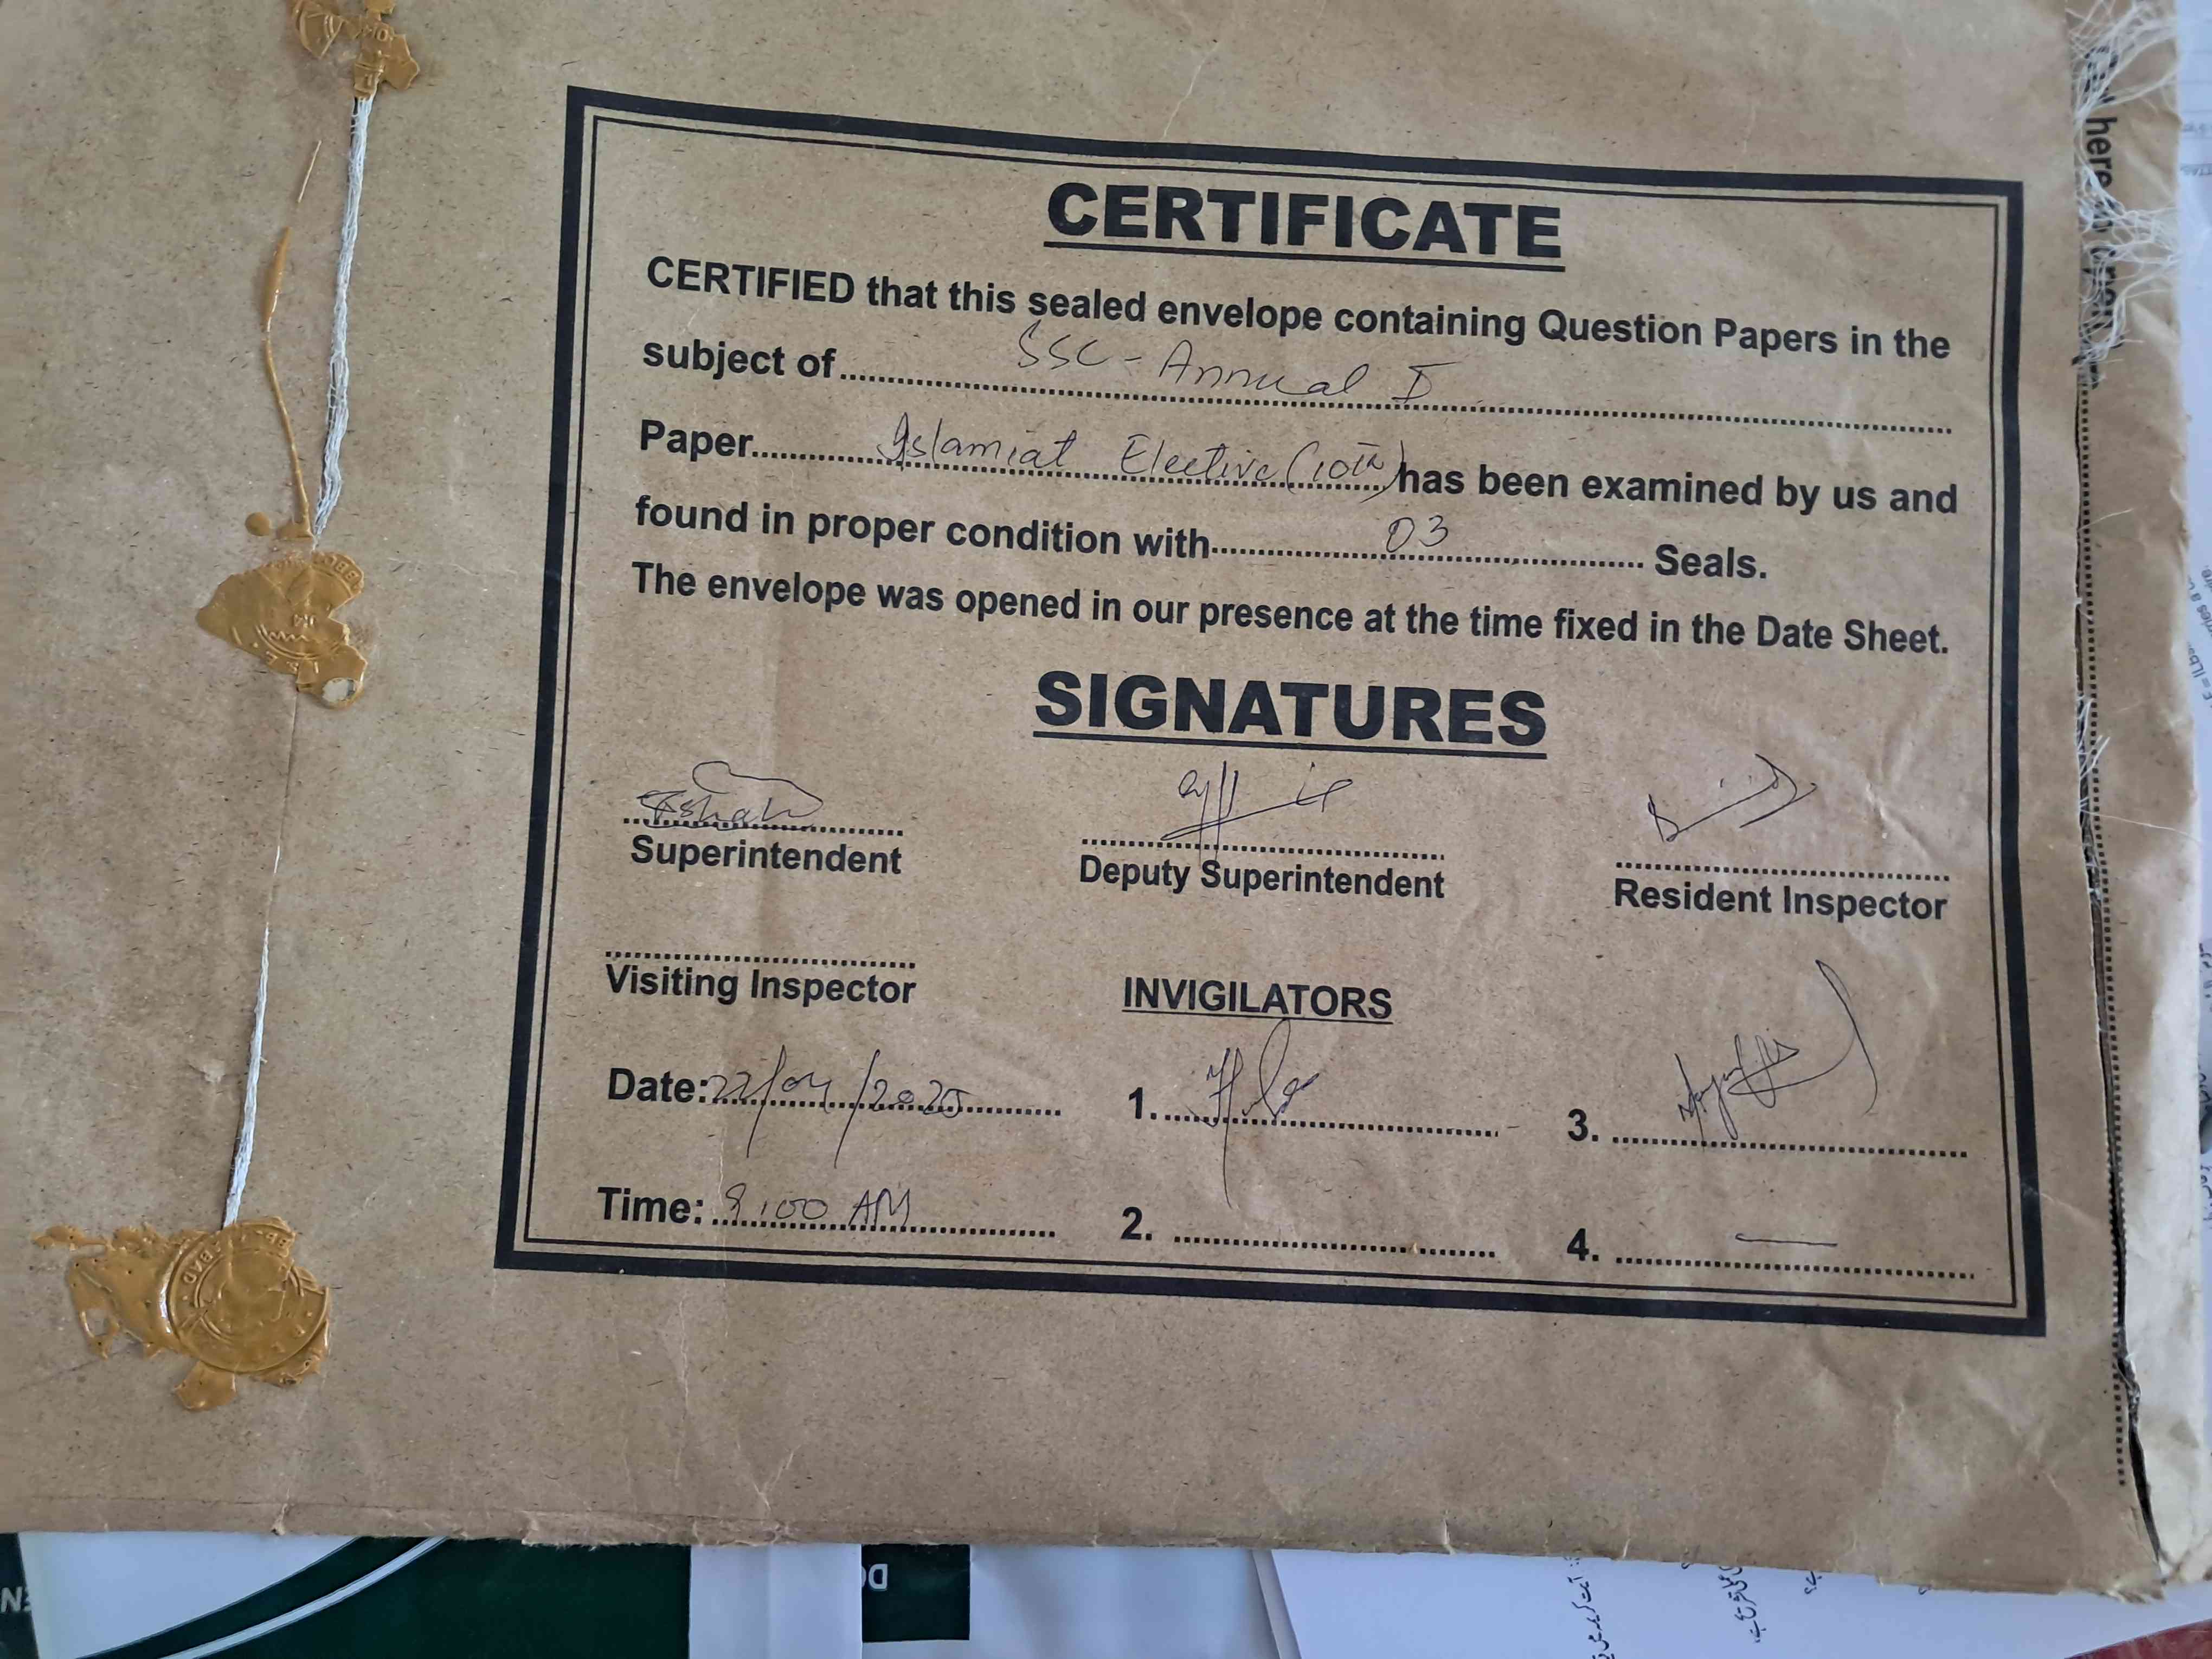 CERTIFICATE
CERTIFIED that this sealed envelope containing Question Papers in the
subject of SSC - Annual I
Paper Islamiat Elective (10th) has been examined by us and
found in proper condition with 03 Seals.
The envelope was opened in our presence at the time fixed in the Date Sheet.
SIGNATURES
Superintendent
Deputy Superintendent
Resident Inspector
Visiting Inspector
INVIGILATORS
Date: 22/04/2025
1.
3.
Time: 9:00 AM
2.
4. —
here